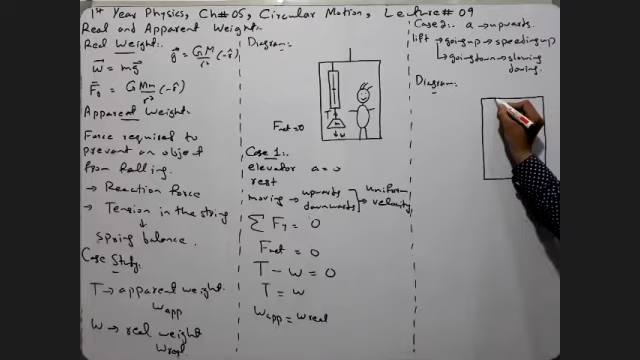 1st Year Physics, Ch#05, Circular Motion, Lecture#09
Real and Apparent Weight:.
Real Weight:. g = GM/r² (-r̂)
W = mg
Fg = G Mm/r² (-r̂)
Apparent Weight:
Force required to
prevent an object
from falling.
→ Reaction force
→ Tension in the string
↓
Spring balance.
Case Study:
T → apparent weight.
Wapp
W → real weight
Wreal
Diagram:
T
m
W
Fnet = 0
Case 1:.
elevator a = 0
rest
moving → upwards
downwards → uniform
velocity
∑ Fy = 0
Fnet = 0
T - W = 0
T = W
Wapp = Wreal
Case 2: a → upwards.
lift → going up → speeding up
→ going down → slowing
Diagram: